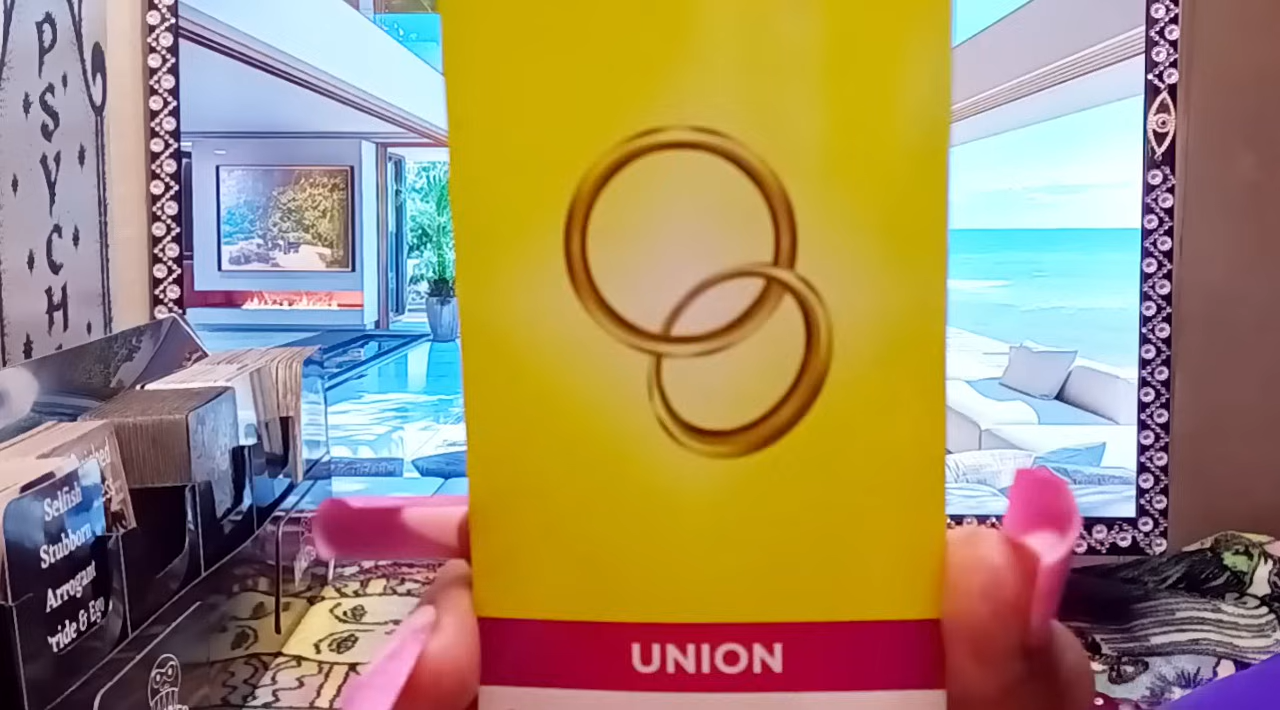 PSYCH
Selfish
Stubborn
Arrogant
ride & Ego
UNION